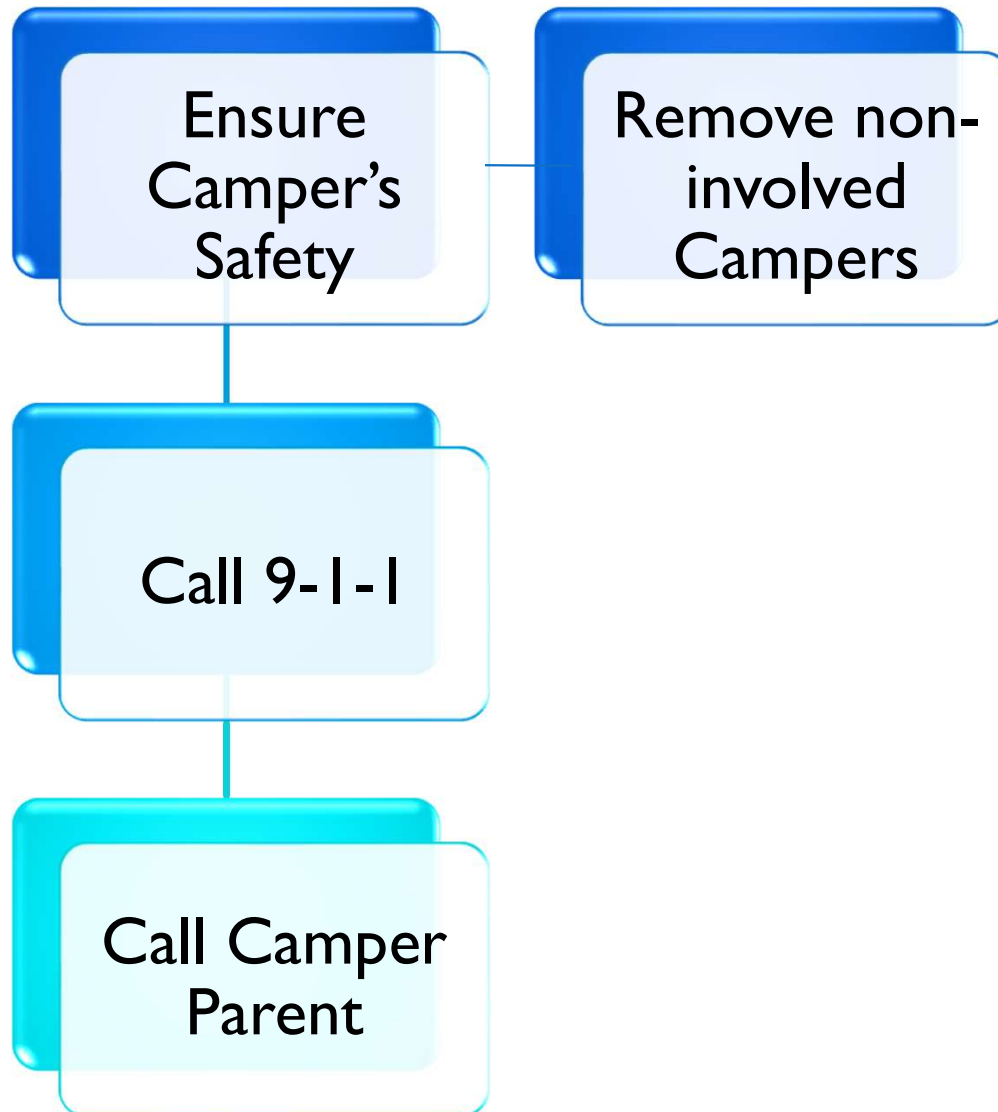 Ensure
Camper’s
Safety
Remove non-
involved
Campers
Call 9-1-1
Call Camper
Parent